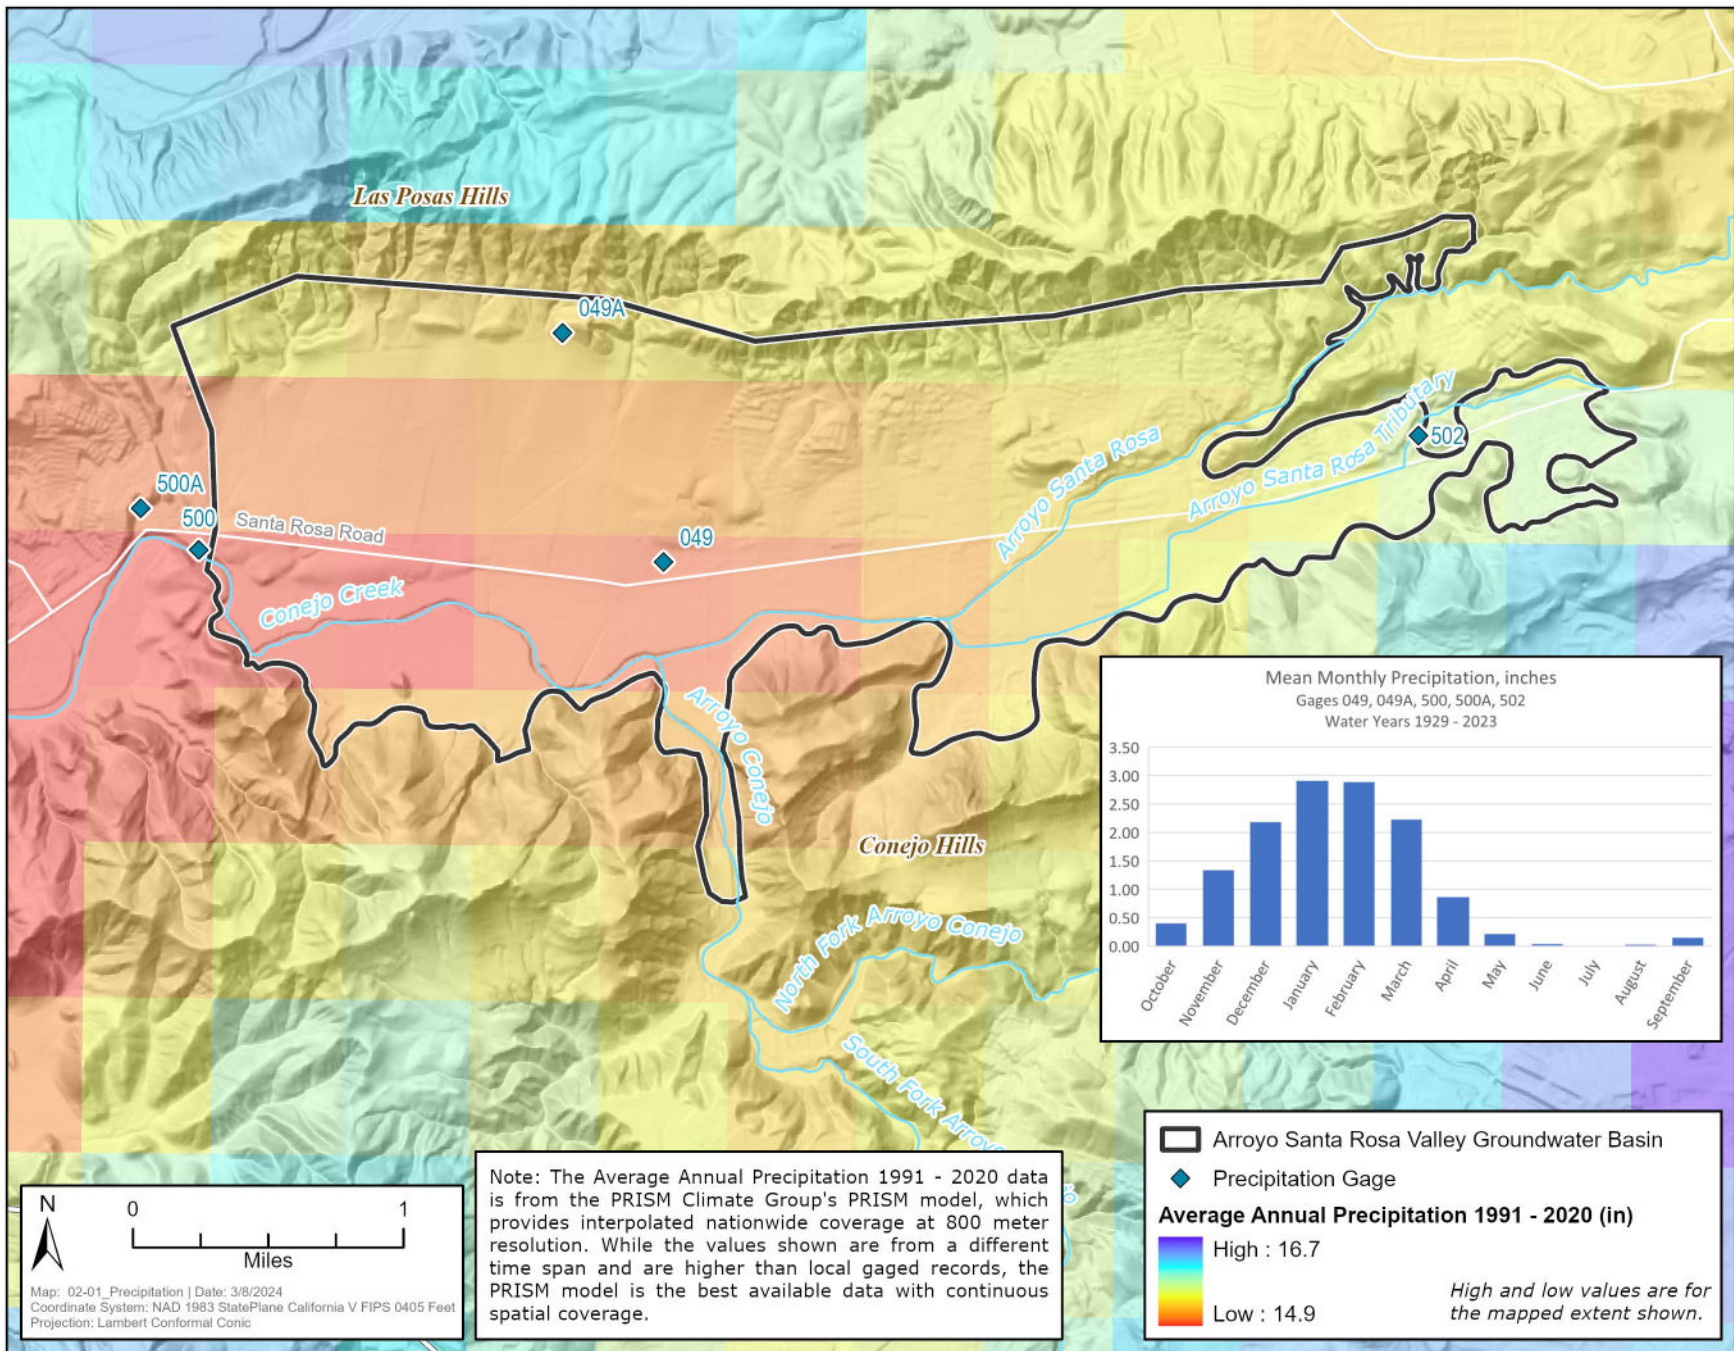 Las Posas Hills
049A
500A
500
Santa Rosa Road
049
502
Conejo Creek
Arroyo Santa Rosa
Arroyo Santa Rosa Tributary
Arroyo Conejo
Conejo Hills
North Fork Arroyo Conejo
South Fork Arroyo
Mean Monthly Precipitation, inches
Gages 049, 049A, 500, 500A, 502
Water Years 1929 - 2023
3.50
3.00
2.50
2.00
1.50
1.00
0.50
0.00
October
November
December
January
February
March
April
May
June
July
August
September
N
0 1
Miles
Map: 02-01_Precipitation | Date: 3/8/2024
Coordinate System: NAD 1983 StatePlane California V FIPS 0405 Feet
Projection: Lambert Conformal Conic
Note: The Average Annual Precipitation 1991 - 2020 data
is from the PRISM Climate Group's PRISM model, which
provides interpolated nationwide coverage at 800 meter
resolution. While the values shown are from a different
time span and are higher than local gaged records, the
PRISM model is the best available data with continuous
spatial coverage.
Arroyo Santa Rosa Valley Groundwater Basin
Precipitation Gage
Average Annual Precipitation 1991 - 2020 (in)
High : 16.7
Low : 14.9
High and low values are for
the mapped extent shown.